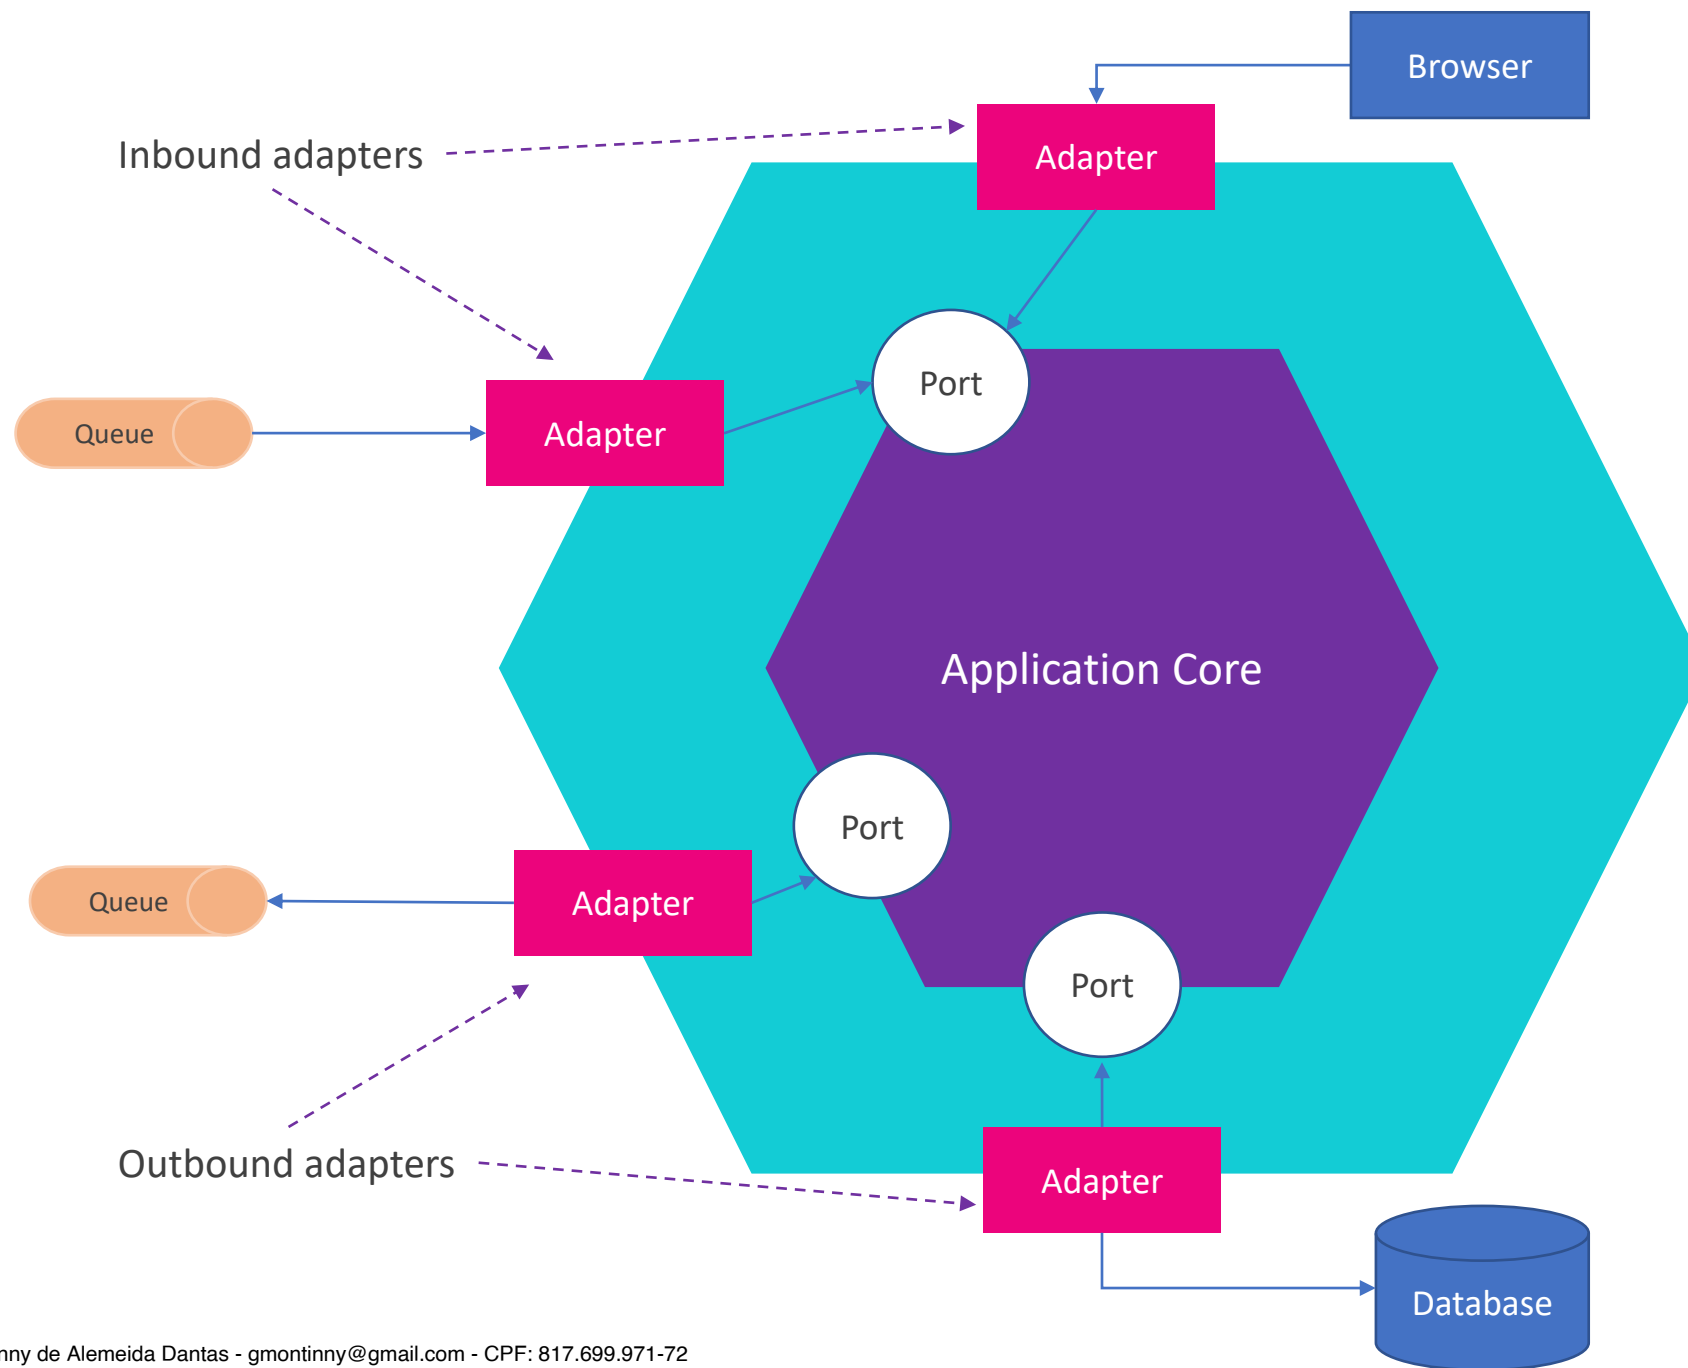 Browser
Inbound adapters
Adapter
Port
Queue
Adapter
Application Core
Port
Queue
Adapter
Port
Outbound adapters
Adapter
Database
de Alemeida Dantas - gmontinny@gmail.com - CPF: 817.699.971-72